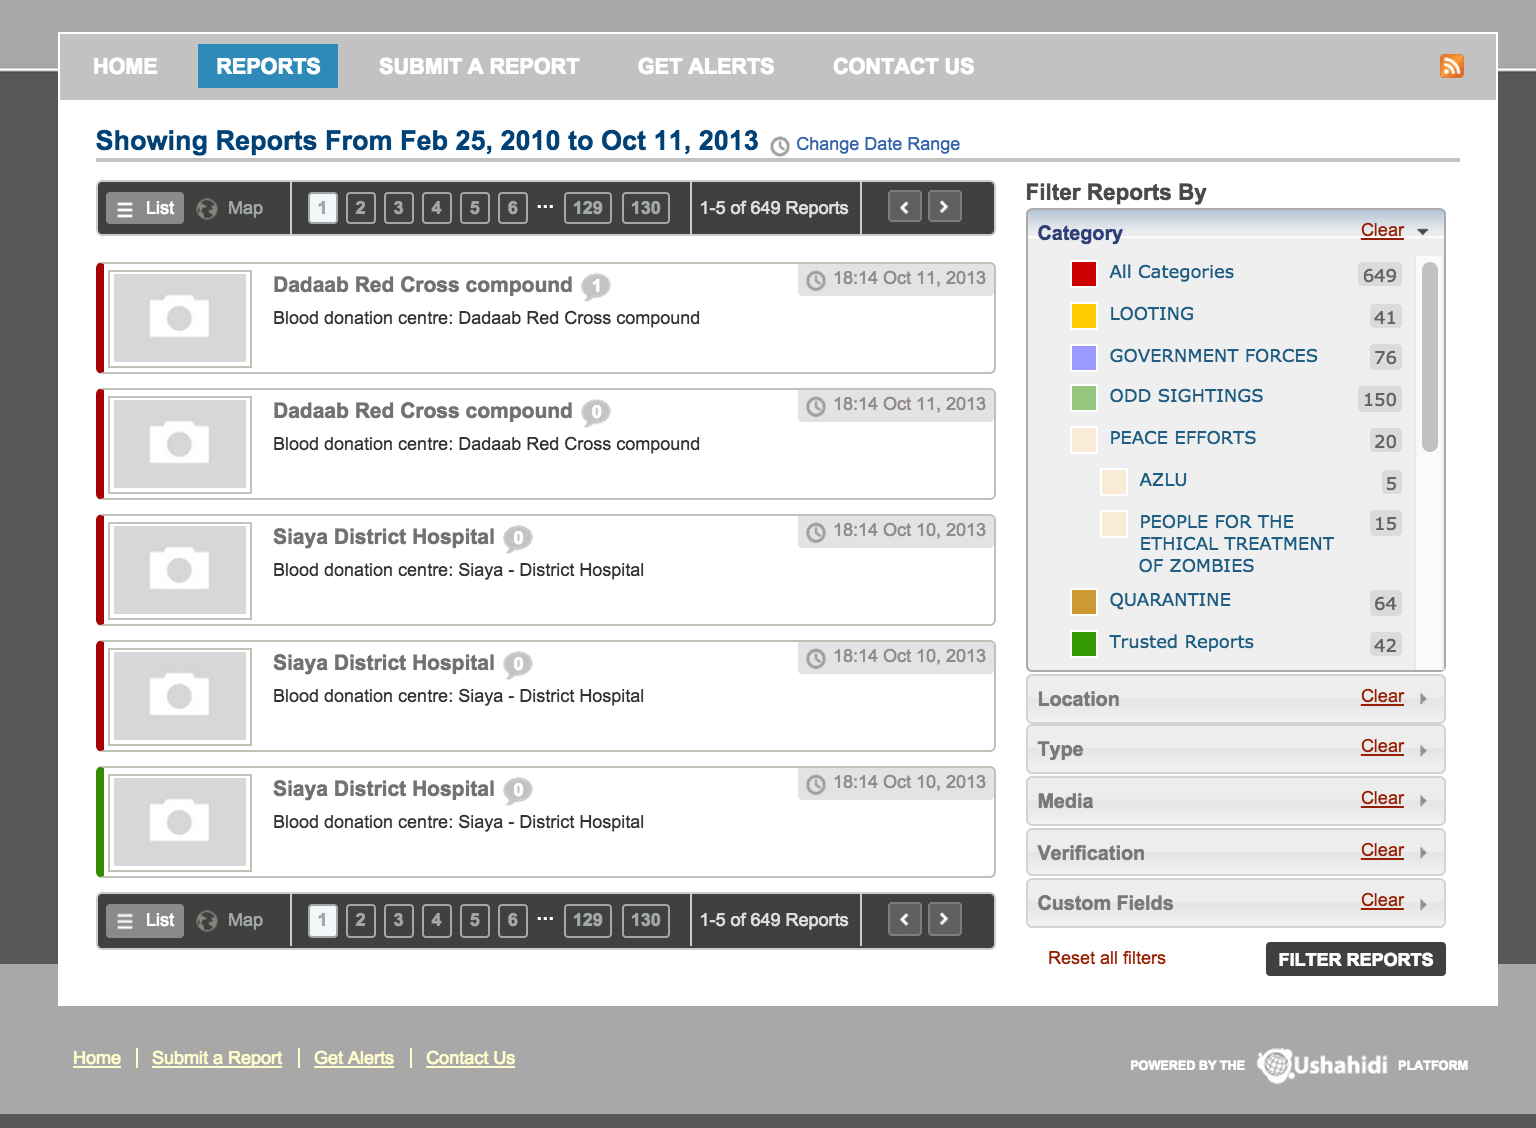 HOME REPORTS SUBMIT A REPORT GET ALERTS CONTACT US
Showing Reports From Feb 25, 2010 to Oct 11, 2013 Change Date Range
List Map 1 2 3 4 5 6 ... 129 130 1-5 of 649 Reports
Dadaab Red Cross compound 1 18:14 Oct 11, 2013
Blood donation centre: Dadaab Red Cross compound
Dadaab Red Cross compound 0 18:14 Oct 11, 2013
Blood donation centre: Dadaab Red Cross compound
Siaya District Hospital 0 18:14 Oct 10, 2013
Blood donation centre: Siaya - District Hospital
Siaya District Hospital 0 18:14 Oct 10, 2013
Blood donation centre: Siaya - District Hospital
Siaya District Hospital 0 18:14 Oct 10, 2013
Blood donation centre: Siaya - District Hospital
List Map 1 2 3 4 5 6 ... 129 130 1-5 of 649 Reports
Filter Reports By
Category Clear
All Categories 649
LOOTING 41
GOVERNMENT FORCES 76
ODD SIGHTINGS 150
PEACE EFFORTS 20
AZLU 5
PEOPLE FOR THE 15
ETHICAL TREATMENT
OF ZOMBIES
QUARANTINE 64
Trusted Reports 42
Location Clear
Type Clear
Media Clear
Verification Clear
Custom Fields Clear
Reset all filters FILTER REPORTS
Home Submit a Report Get Alerts Contact Us
POWERED BY THE Ushahidi PLATFORM